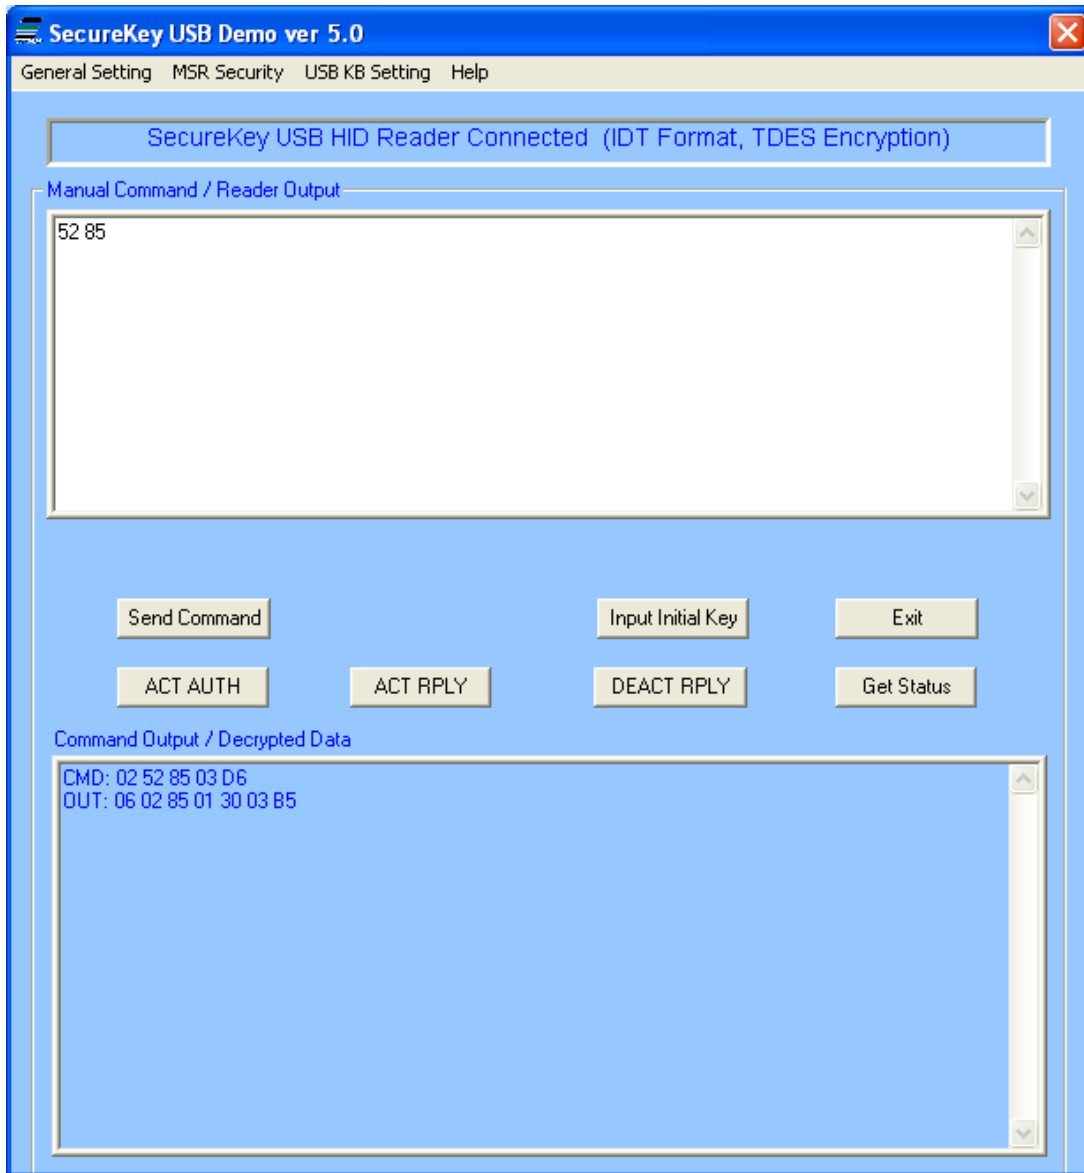 SecureKey USB Demo ver 5.0
General Setting MSR Security USB KB Setting Help
SecureKey USB HID Reader Connected (IDT Format, TDES Encryption)
Manual Command / Reader Output
52 85
Send Command Input Initial Key Exit
ACT AUTH ACT RPLY DEACT RPLY Get Status
Command Output / Decrypted Data
CMD: 02 52 85 03 D6
OUT: 06 02 85 01 30 03 B5